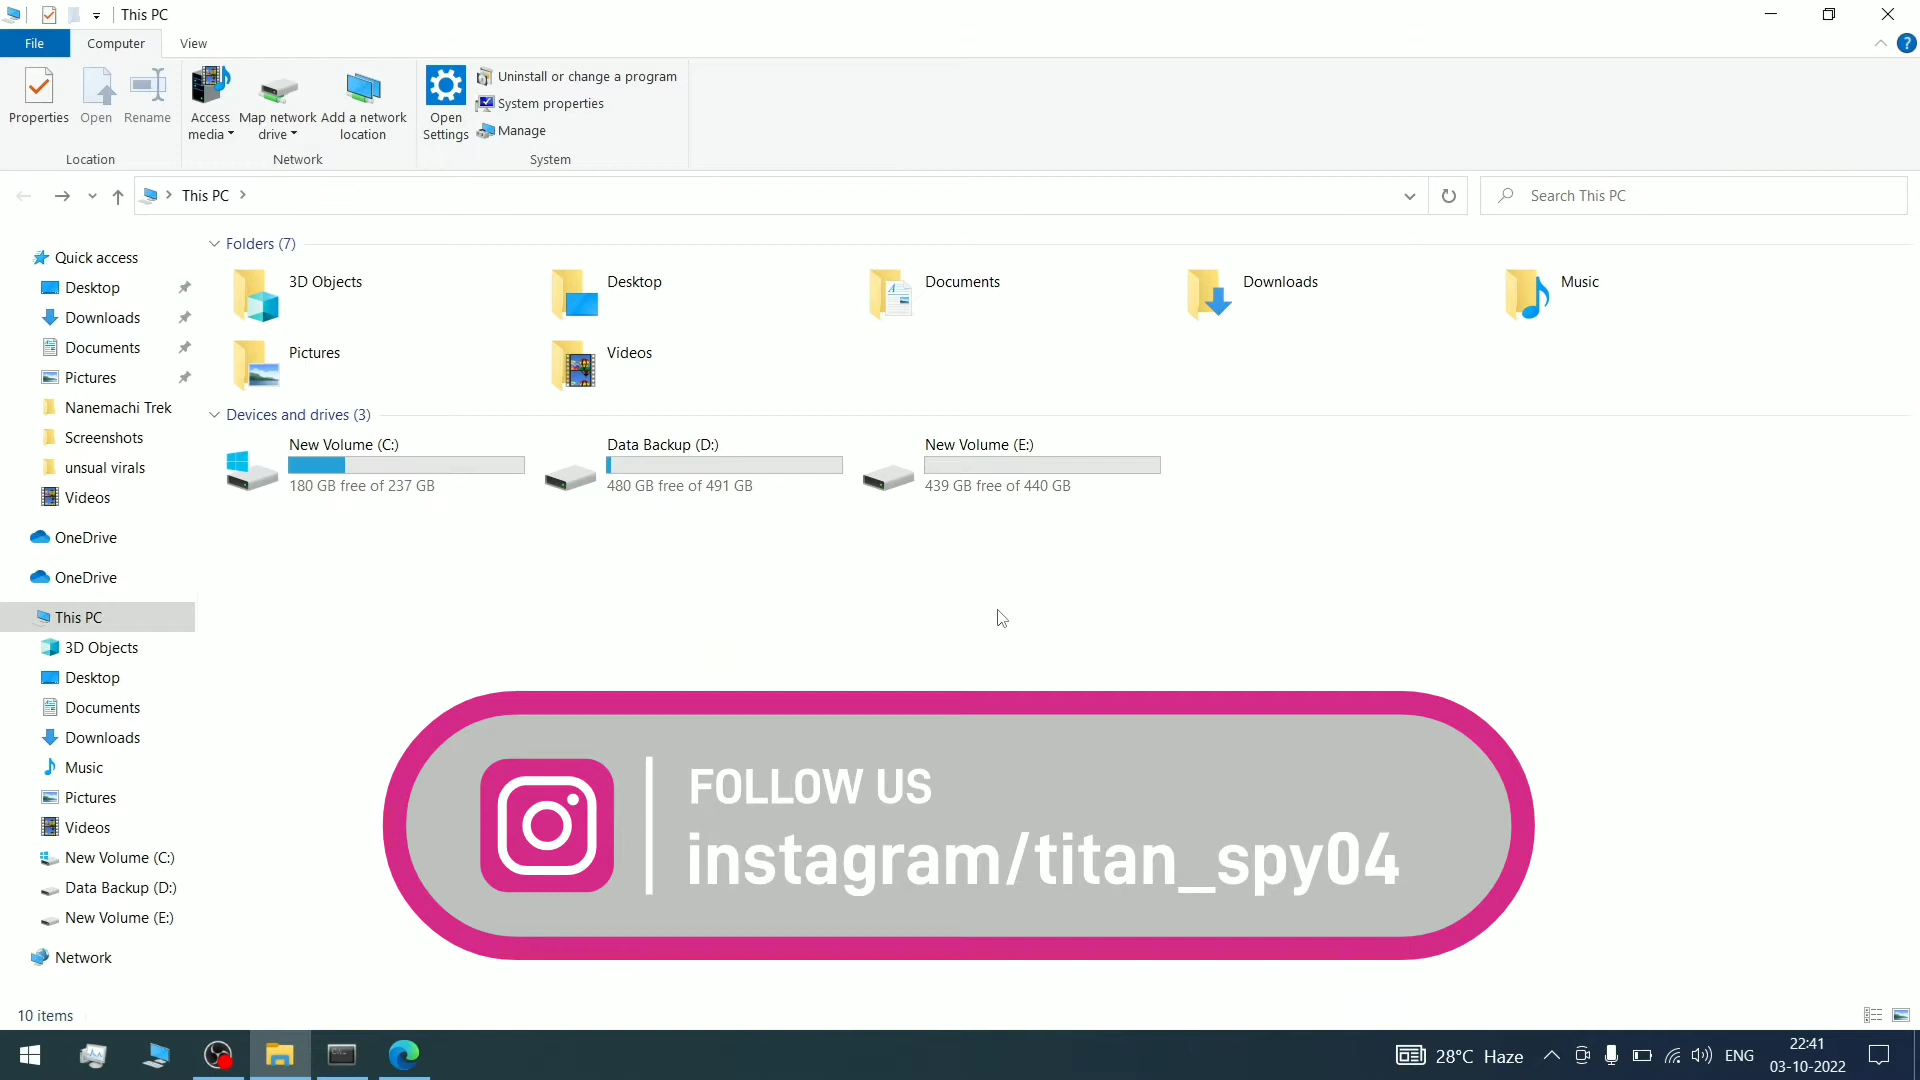 This PC
File
Computer
View
Properties
Open
Rename
Access media
Map network drive
Add a network location
Open Settings
Uninstall or change a program
System properties
Manage
Location
Network
System
This PC
Search This PC
Quick access
Desktop
Downloads
Documents
Pictures
Nanemachi Trek
Screenshots
unsual virals
Videos
OneDrive
OneDrive
This PC
3D Objects
Desktop
Documents
Downloads
Music
Pictures
Videos
New Volume (C:)
Data Backup (D:)
New Volume (E:)
Network
Folders (7)
3D Objects
Desktop
Documents
Downloads
Music
Pictures
Videos
Devices and drives (3)
New Volume (C:)
180 GB free of 237 GB
Data Backup (D:)
480 GB free of 491 GB
New Volume (E:)
439 GB free of 440 GB
FOLLOW US
instagram/titan_spy04
10 items
28°C Haze
ENG
22:41
03-10-2022